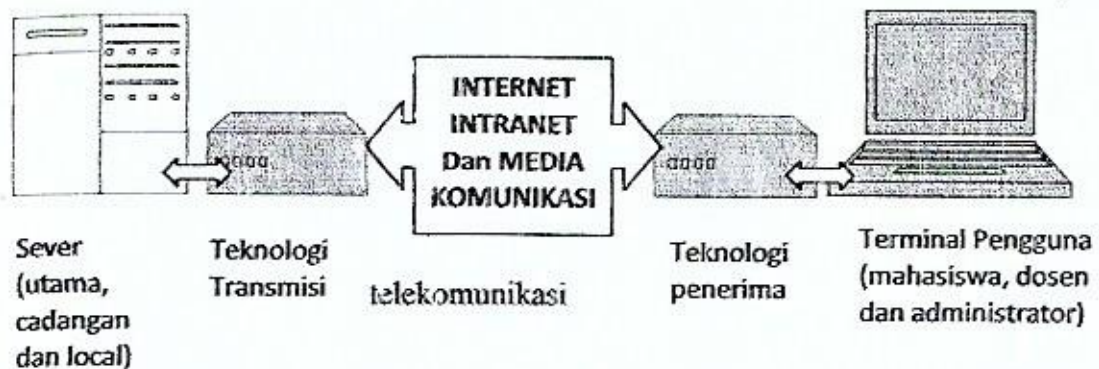 INTERNET
INTRANET
Dan MEDIA
KOMUNIKASI
Sever
(utama,
cadangan
dan local)
Teknologi
Transmisi
telekomunikasi
Teknologi
penerima
Terminal Pengguna
(mahasiswa, dosen
dan administrator)